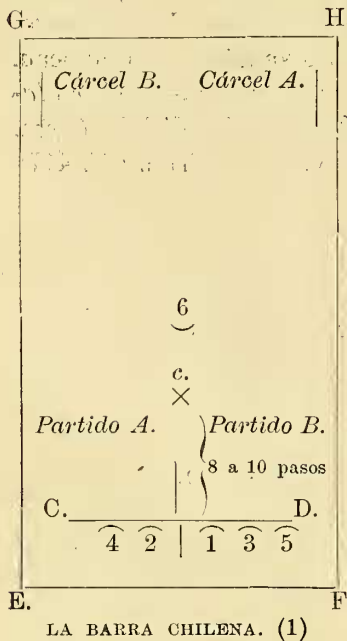 G. H
Cárcel B. Cárcel A.
6
c.
×
Partido A. Partido B.
8 a 10 pasos
C. D.
4 2 | 1 3 5
E. F
LA BARRA CHILENA. (1)